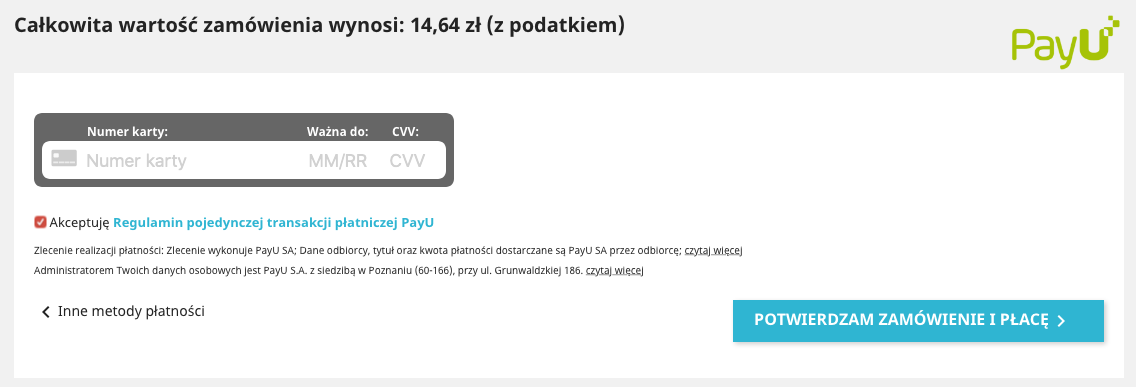 Całkowita wartość zamówienia wynosi: 14,64 zł (z podatkiem)
PayU
Numer karty: Ważna do: CVV:
Numer karty MM/RR CVV
Akceptuję Regulamin pojedynczej transakcji płatniczej PayU
Zlecenie realizacji płatności: Zlecenie wykonuje PayU SA; Dane odbiorcy, tytuł oraz kwota płatności dostarczane są PayU SA przez odbiorcę; czytaj więcej
Administratorem Twoich danych osobowych jest PayU S.A. z siedzibą w Poznaniu (60-166), przy ul. Grunwaldzkiej 186. czytaj więcej
Inne metody płatności
POTWIERDZAM ZAMÓWIENIE I PŁACĘ